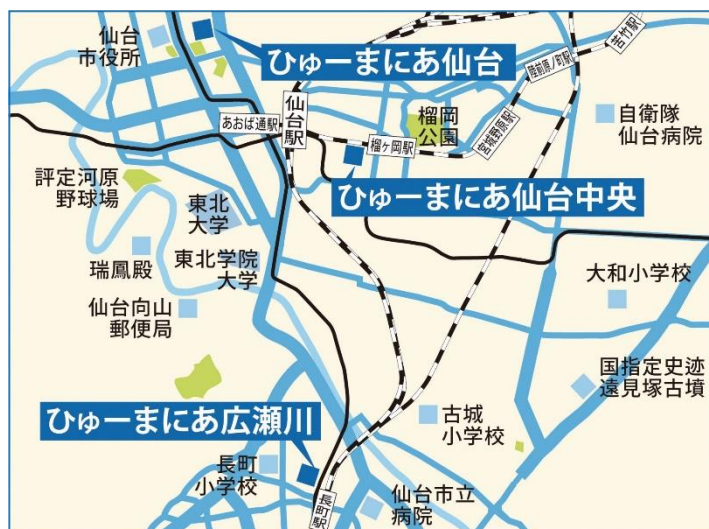 仙台
市役所
ひゅーまにあ仙台
苦竹駅
陸前原ノ町駅
仙台駅
あおば通駅
榴岡
公園
宮城野原駅
自衛隊
仙台病院
榴ヶ岡駅
評定河原
野球場
ひゅーまにあ仙台中央
東北
大学
瑞鳳殿
東北学院
大学
大和小学校
仙台向山
郵便局
国指定史跡
遠見塚古墳
ひゅーまにあ広瀬川
古城
小学校
長町
小学校
長町駅
仙台市立
病院